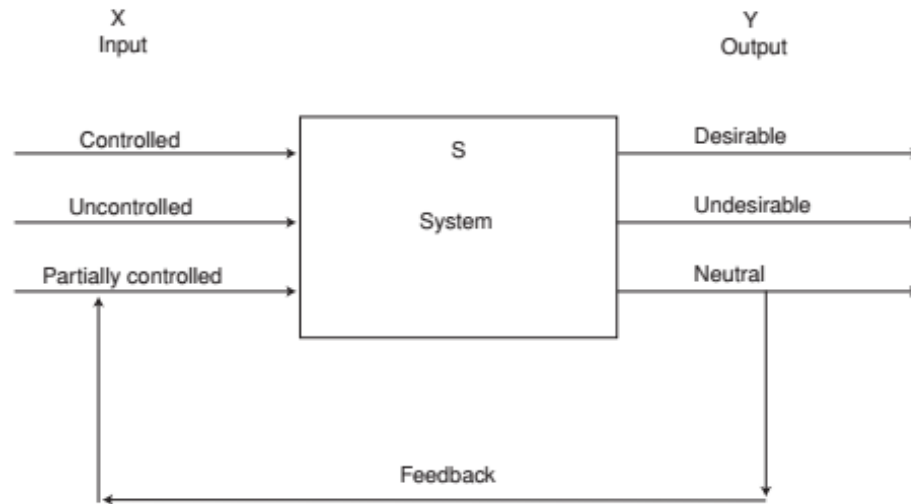 X
Input
Y
Output
Controlled
S
Desirable
Uncontrolled
System
Undesirable
Partially controlled
Neutral
Feedback